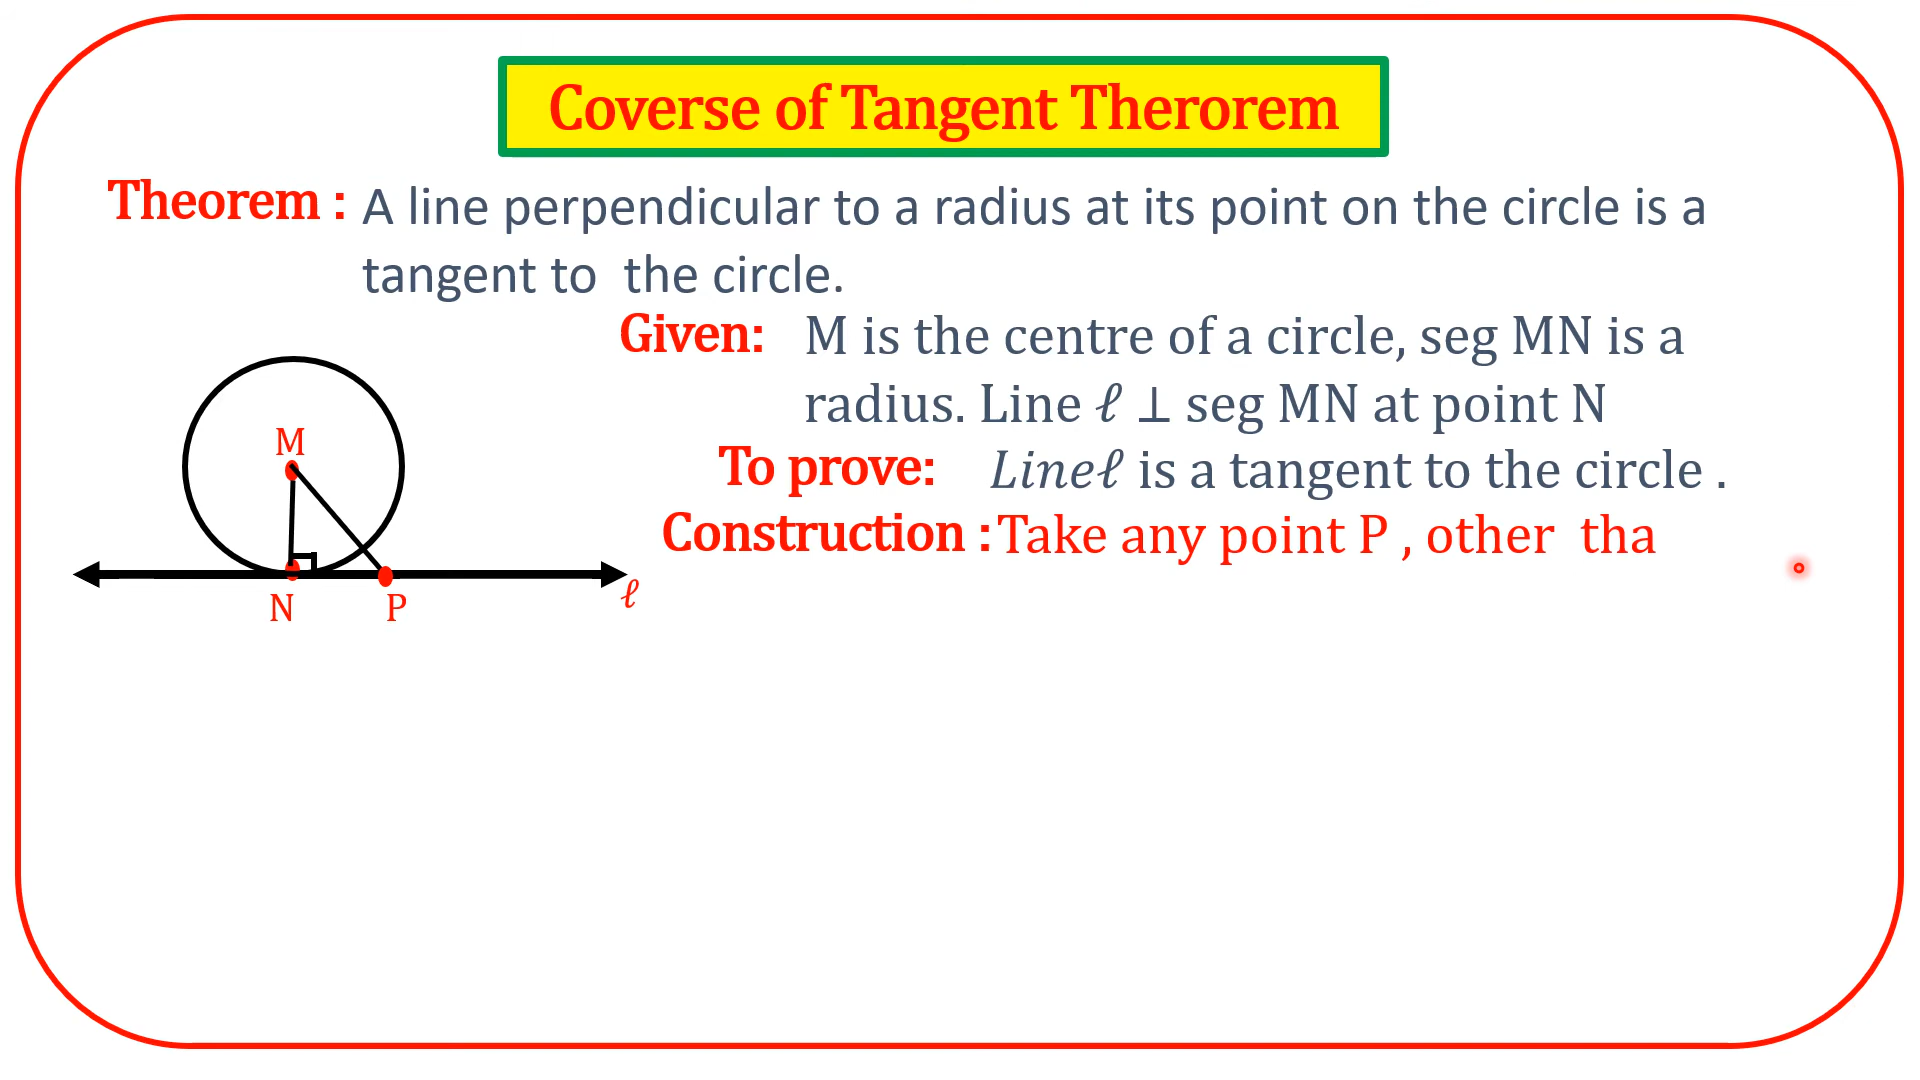 Coverse of Tangent Therorem
Theorem : A line perpendicular to a radius at its point on the circle is a
tangent to the circle.
Given: M is the centre of a circle, seg MN is a
radius. Line ℓ ⊥ seg MN at point N
To prove: Lineℓ is a tangent to the circle .
Construction : Take any point P , other tha
M
N
P
ℓ